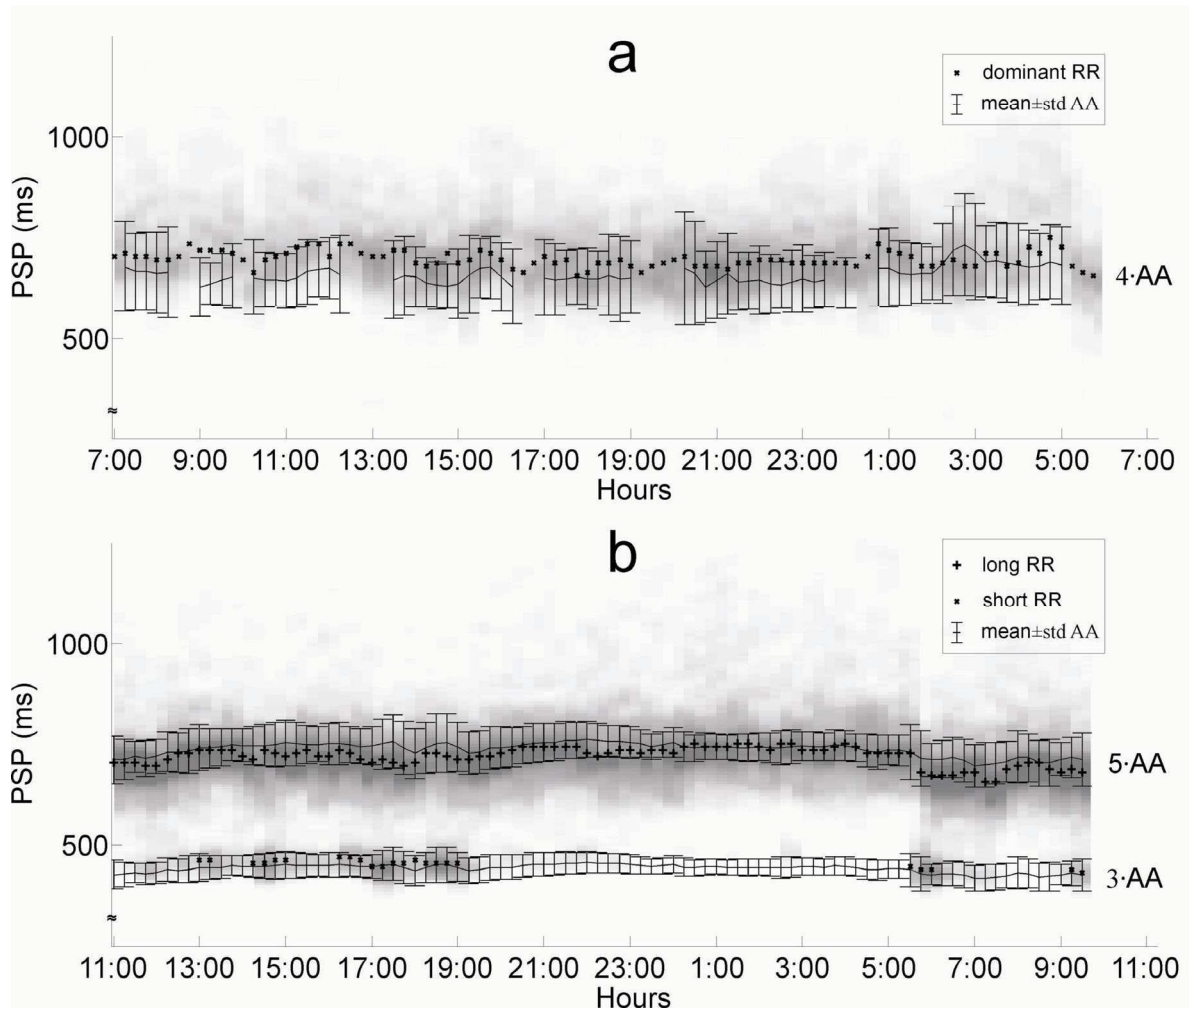 a
dominant RR
mean±std AA
1000
500
PSP (ms)
≈
4·AA
7:00 9:00 11:00 13:00 15:00 17:00 19:00 21:00 23:00 1:00 3:00 5:00 7:00
Hours
b
long RR
short RR
mean±std AA
1000
500
PSP (ms)
≈
5·AA
3·AA
11:00 13:00 15:00 17:00 19:00 21:00 23:00 1:00 3:00 5:00 7:00 9:00 11:00
Hours